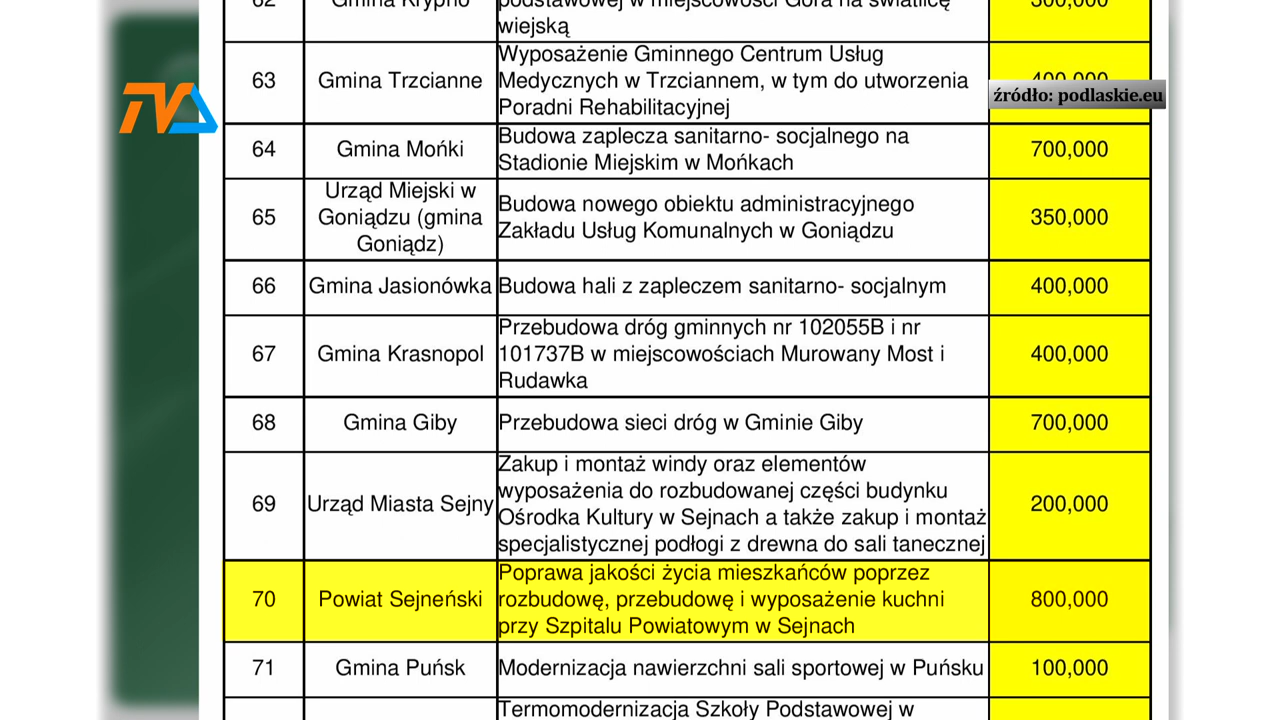 62
Gmina Krypno
podstawowej w miejscowości Góra na świetlicę
wiejską
300,000
63
Gmina Trzcianne
Wyposażenie Gminnego Centrum Usług
Medycznych w Trzciannem, w tym do utworzenia
Poradni Rehabilitacyjnej
400,000
źródło: podlaskie.eu
TVA
64
Gmina Mońki
Budowa zaplecza sanitarno- socjalnego na
Stadionie Miejskim w Mońkach
700,000
65
Urząd Miejski w
Goniądzu (gmina
Goniądz)
Budowa nowego obiektu administracyjnego
Zakładu Usług Komunalnych w Goniądzu
350,000
66
Gmina Jasionówka
Budowa hali z zapleczem sanitarno- socjalnym
400,000
67
Gmina Krasnopol
Przebudowa dróg gminnych nr 102055B i nr
101737B w miejscowościach Murowany Most i
Rudawka
400,000
68
Gmina Giby
Przebudowa sieci dróg w Gminie Giby
700,000
69
Urząd Miasta Sejny
Zakup i montaż windy oraz elementów
wyposażenia do rozbudowanej części budynku
Ośrodka Kultury w Sejnach a także zakup i montaż
specjalistycznej podłogi z drewna do sali tanecznej
200,000
70
Powiat Sejneński
Poprawa jakości życia mieszkańców poprzez
rozbudowę, przebudowę i wyposażenie kuchni
przy Szpitalu Powiatowym w Sejnach
800,000
71
Gmina Puńsk
Modernizacja nawierzchni sali sportowej w Puńsku
100,000
Termomodernizacja Szkoły Podstawowej w